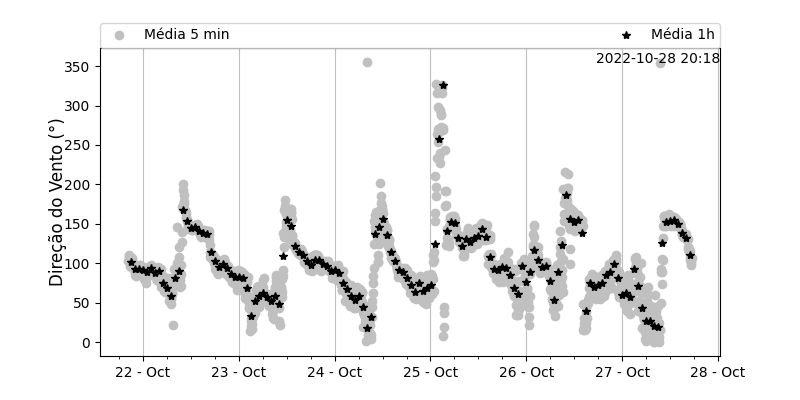 Média 5 min
Média 1h
2022-10-28 20:18
Direção do Vento (°)
350
300
250
200
150
100
50
0
22 - Oct
23 - Oct
24 - Oct
25 - Oct
26 - Oct
27 - Oct
28 - Oct